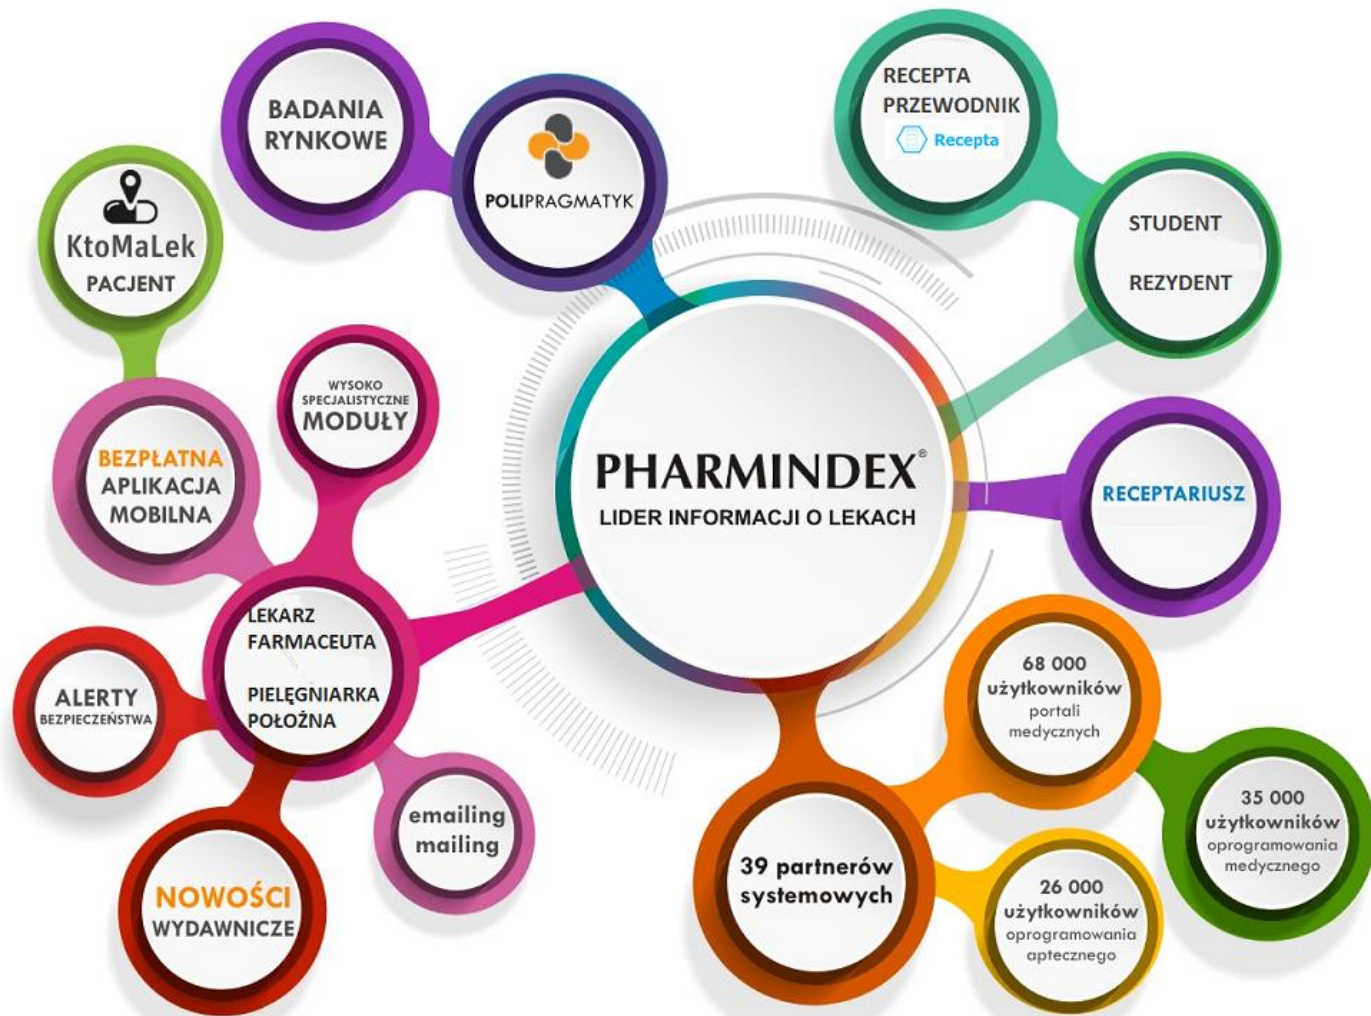 BADANIA
RYNKOWE
POLIPRAGMATYK
RECEPTA
PRZEWODNIK
Recepta
STUDENT
REZYDENT
KtoMaLek
PACJENT
WYSOKO
SPECJALISTYCZNE
MODUŁY
BEZPŁATNA
APLIKACJA
MOBILNA
PHARMINDEX®
LIDER INFORMACJI O LEKACH
RECEPTARIUSZ
LEKARZ
FARMACEUTA
PIELĘGNIARKA
POŁOŻNA
ALERTY
BEZPIECZEŃSTWA
emailing
mailing
NOWOŚCI
WYDAWNICZE
39 partnerów
systemowych
68 000
użytkowników
portali
medycznych
35 000
użytkowników
oprogramowania
medycznego
26 000
użytkowników
oprogramowania
aptecznego